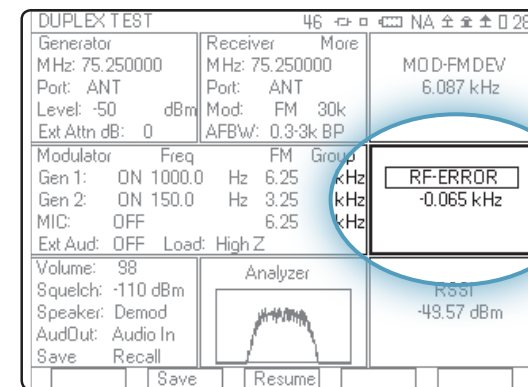 DUPLEX TEST 46 NA 28
Generator
MHz: 75.250000
Port: ANT
Level: -50 dBm
Ext Attn dB: 0
Receiver More
MHz: 75.250000
Port: ANT
Mod: FM 30k
AFBW: 0.3-3k BP
MOD-FM DEV
6.087 kHz
Modulator Freq FM Group
Gen 1: ON 1000.0 Hz 6.25 kHz
Gen 2: ON 150.0 Hz 3.25 kHz
MIC: OFF 6.25 kHz
Ext Aud: OFF Load: High Z
RF-ERROR
-0.065 kHz
Volume: 98
Squelch: -110 dBm
Speaker: Demod
AudOut: Audio In
Save Recall
Analyzer
RSSI
-49.57 dBm
Save Resume